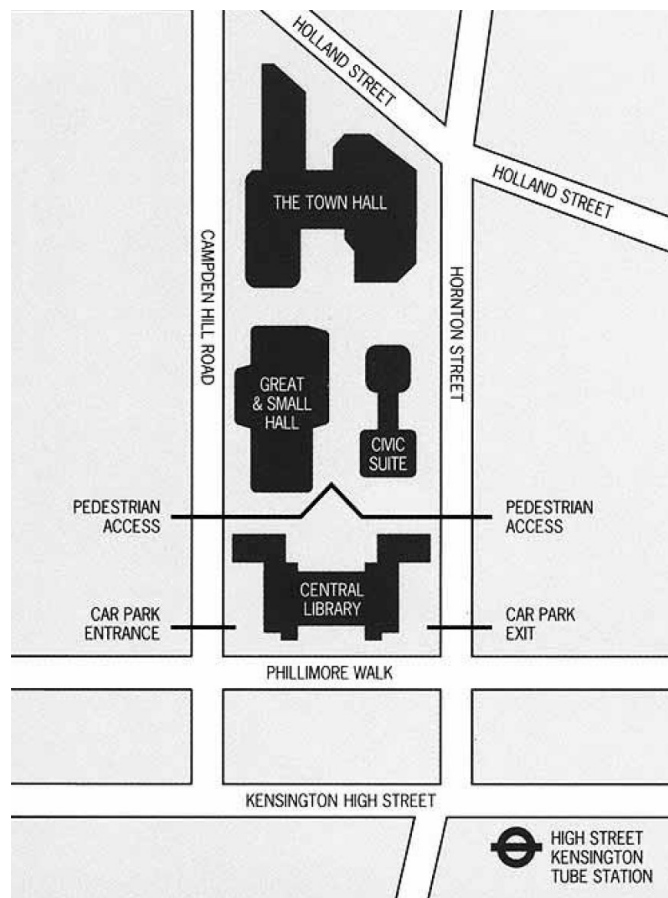 HOLLAND STREET
HOLLAND STREET
THE TOWN HALL
CAMPDEN HILL ROAD
HORNTON STREET
GREAT
& SMALL
HALL
CIVIC
SUITE
PEDESTRIAN
ACCESS
PEDESTRIAN
ACCESS
CENTRAL
LIBRARY
CAR PARK
ENTRANCE
CAR PARK
EXIT
PHILLIMORE WALK
KENSINGTON HIGH STREET
HIGH STREET
KENSINGTON
TUBE STATION